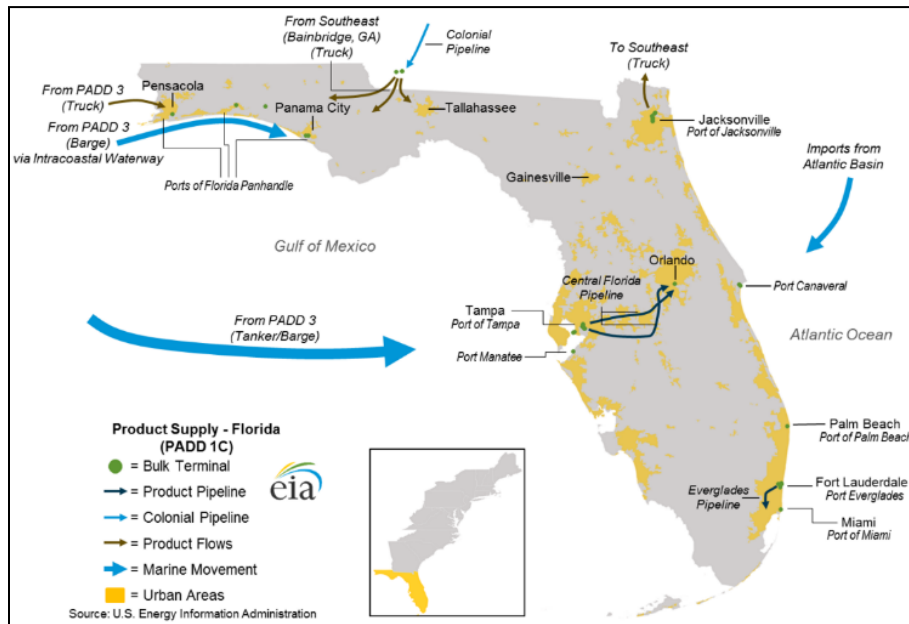 From Southeast
(Bainbridge, GA)
(Truck)
Colonial
Pipeline
To Southeast
(Truck)
From PADD 3
(Truck)
Pensacola
Panama City
Tallahassee
Jacksonville
Port of Jacksonville
From PADD 3
(Barge)
via Intracoastal Waterway
Imports from
Atlantic Basin
Ports of Florida Panhandle
Gainesville
Gulf of Mexico
Orlando
Central Florida
Pipeline
Port Canaveral
Tampa
Port of Tampa
From PADD 3
(Tanker/Barge)
Atlantic Ocean
Port Manatee
Product Supply - Florida
(PADD 1C)
= Bulk Terminal
= Product Pipeline
= Colonial Pipeline
= Product Flows
= Marine Movement
= Urban Areas
Source: U.S. Energy Information Administration
eia
Palm Beach
Port of Palm Beach
Everglades
Pipeline
Fort Lauderdale
Port Everglades
Miami
Port of Miami